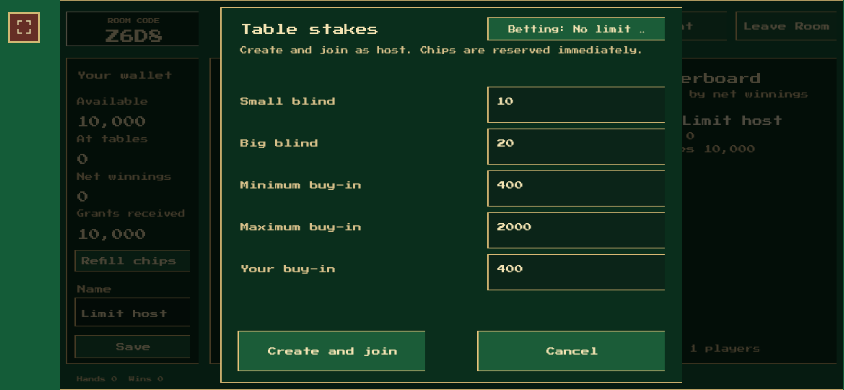 ROOM CODE
Z6D8
Leave Room
Your wallet
Available
10,000
At tables
0
Net winnings
0
Grants received
10,000
Refill chips
Name
Limit host
Save
Hands 0 Wins 0
Table stakes
Betting: No limit ..
Create and join as host. Chips are reserved immediately.
Small blind
10
Big blind
20
Minimum buy-in
400
Maximum buy-in
2000
Your buy-in
400
Create and join
Cancel
by net winnings
Limit host
0
10,000
1 players